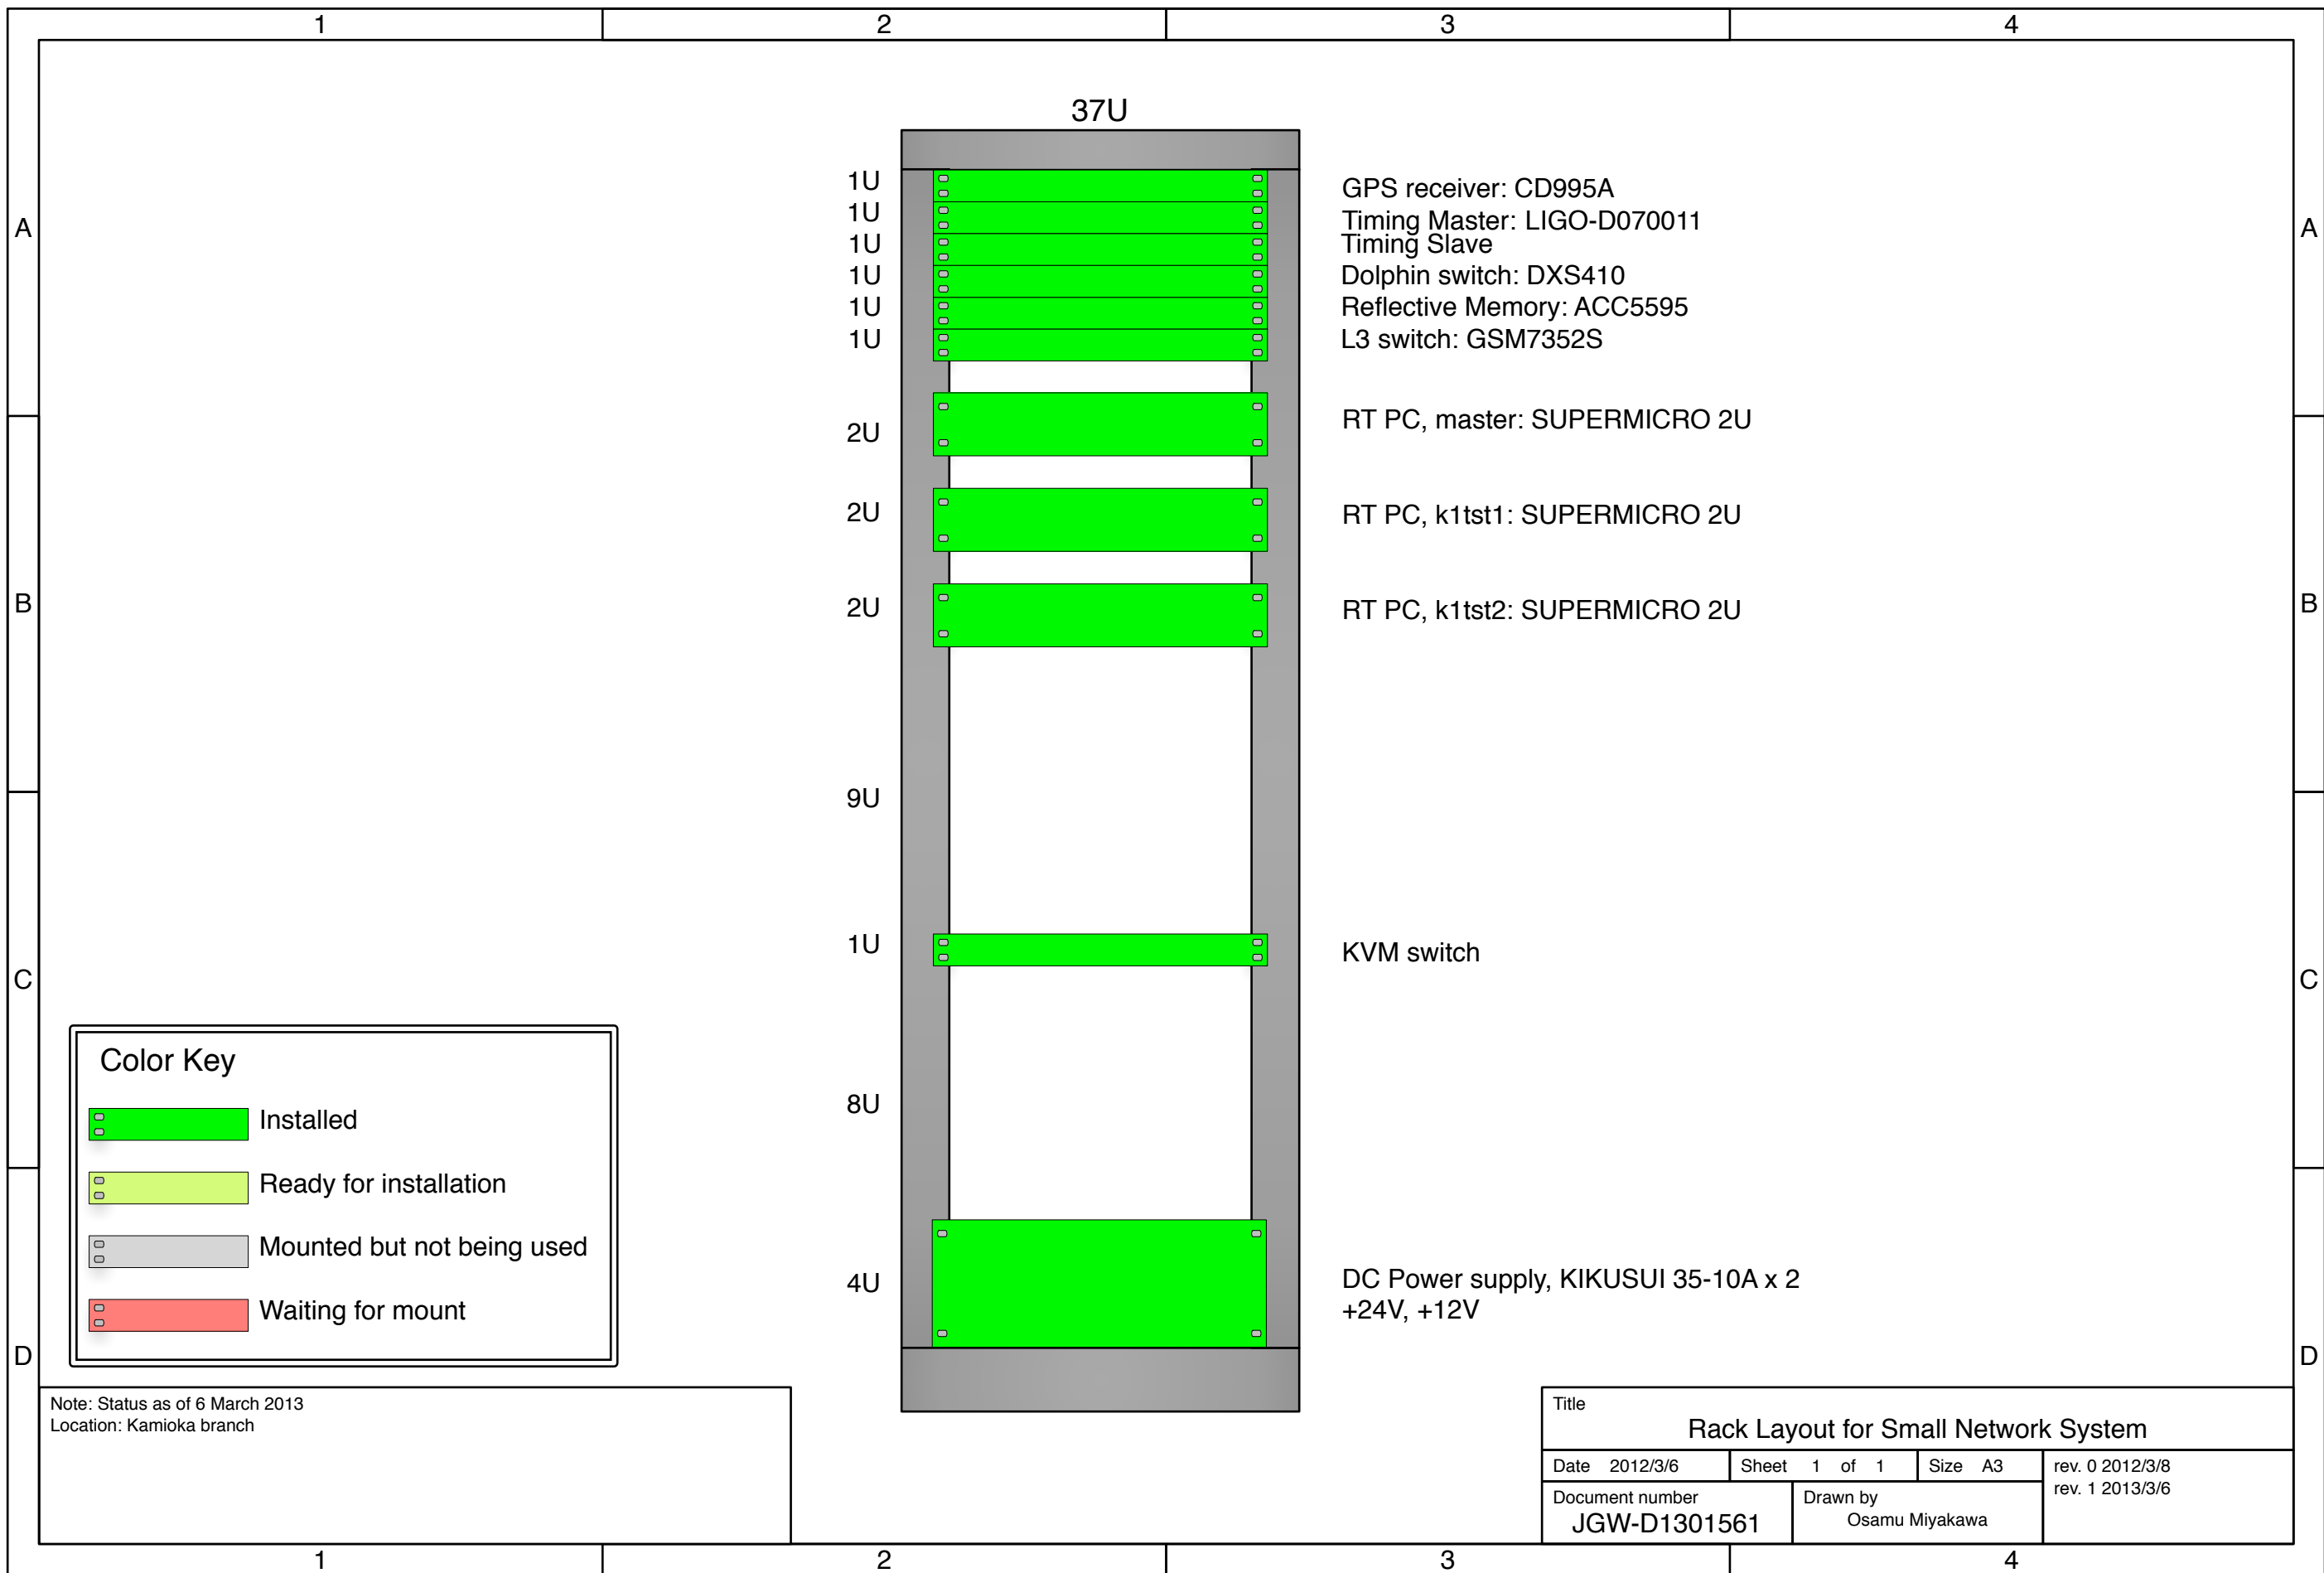 1 2 3 4
37U
1U GPS receiver: CD995A
1U Timing Master: LIGO-D070011
1U Timing Slave
1U Dolphin switch: DXS410
1U Reflective Memory: ACC5595
1U L3 switch: GSM7352S
A A
2U RT PC, master: SUPERMICRO 2U
2U RT PC, k1tst1: SUPERMICRO 2U
2U RT PC, k1tst2: SUPERMICRO 2U
B B
9U
1U KVM switch
C C
8U
4U DC Power supply, KIKUSUI 35-10A x 2
+24V, +12V
D D
Color Key
Installed
Ready for installation
Mounted but not being used
Waiting for mount
Note: Status as of 6 March 2013
Location: Kamioka branch
Title
Rack Layout for Small Network System
Date 2012/3/6 Sheet 1 of 1 Size A3
rev. 0 2012/3/8
rev. 1 2013/3/6
Document number
JGW-D1301561
Drawn by
Osamu Miyakawa
1 2 3 4